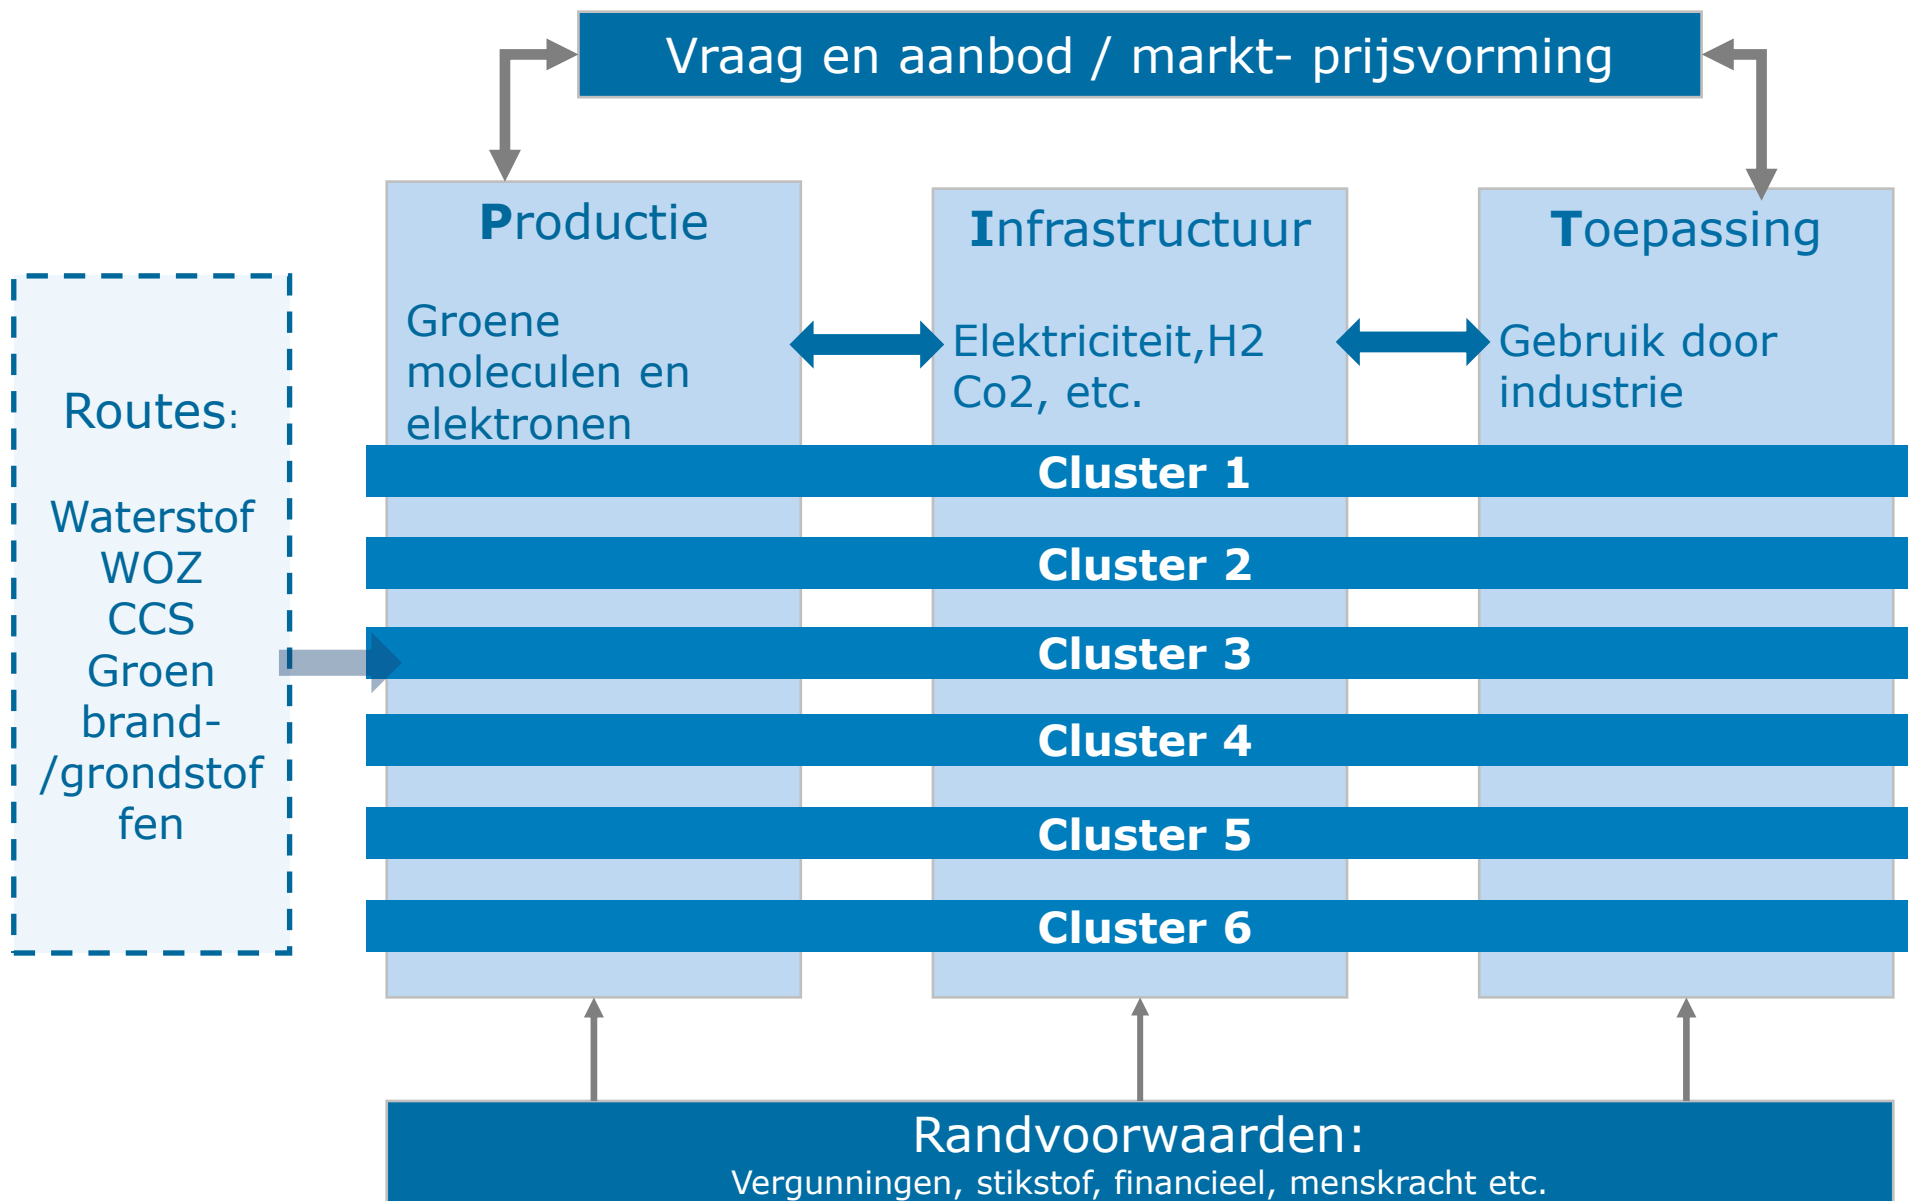 Vraag en aanbod / markt- prijsvorming
Routes:
Waterstof
WOZ
CCS
Groen
brand-
/grondstof
fen
Productie
Groene
moleculen en
elektronen
Infrastructuur
Elektriciteit,H2
Co2, etc.
Toepassing
Gebruik door
industrie
Cluster 1
Cluster 2
Cluster 3
Cluster 4
Cluster 5
Cluster 6
Randvoorwaarden:
Vergunningen, stikstof, financieel, menskracht etc.